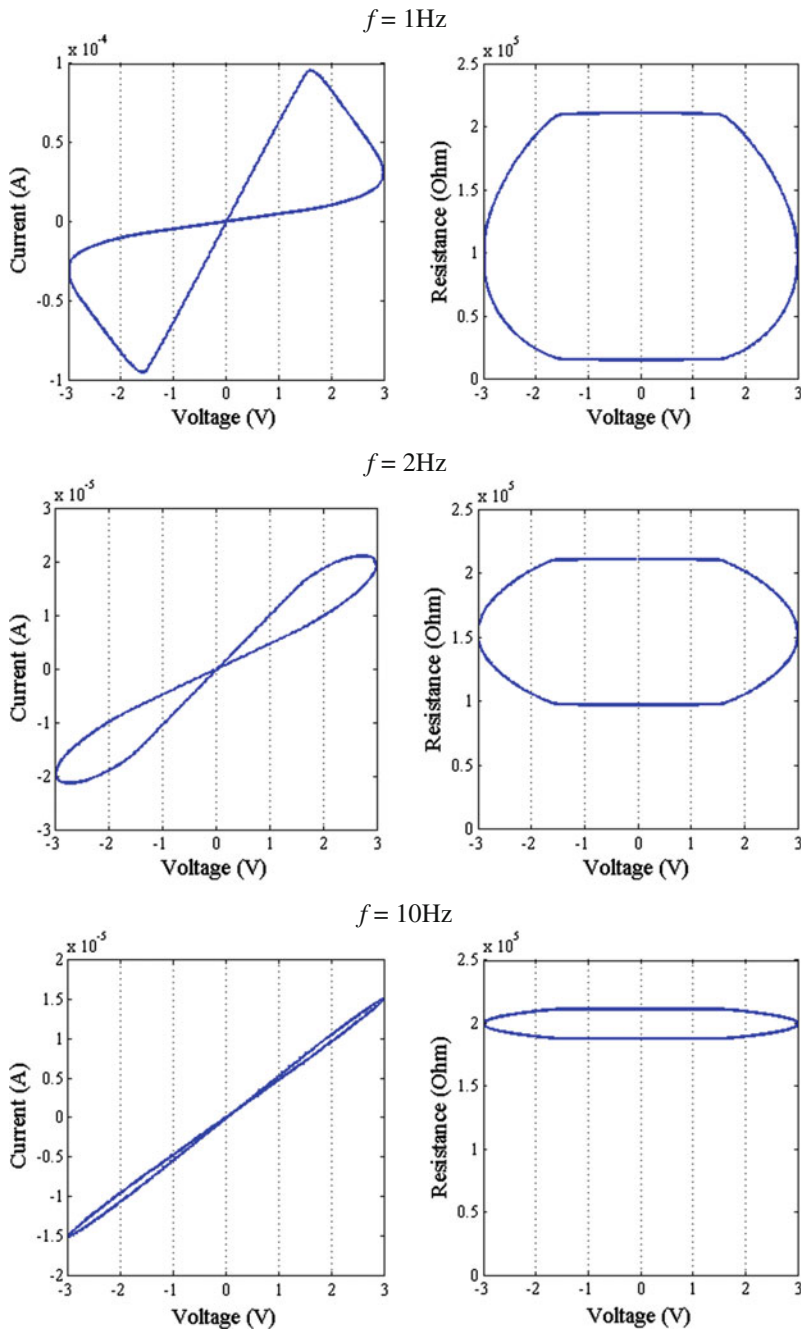 f = 1Hz
x 10^-4
1
0.5
0
-0.5
-1
-3 -2 -1 0 1 2 3
Current (A)
Voltage (V)
x 10^5
2.5
2
1.5
1
0.5
0
-3 -2 -1 0 1 2 3
Resistance (Ohm)
Voltage (V)
f = 2Hz
x 10^-5
3
2
1
0
-1
-2
-3
-3 -2 -1 0 1 2 3
Current (A)
Voltage (V)
x 10^5
2.5
2
1.5
1
0.5
0
-3 -2 -1 0 1 2 3
Resistance (Ohm)
Voltage (V)
f = 10Hz
x 10^-5
2
1.5
1
0.5
0
-0.5
-1
-1.5
-2
-3 -2 -1 0 1 2 3
Current (A)
Voltage (V)
x 10^5
2.5
2
1.5
1
0.5
0
-3 -2 -1 0 1 2 3
Resistance (Ohm)
Voltage (V)